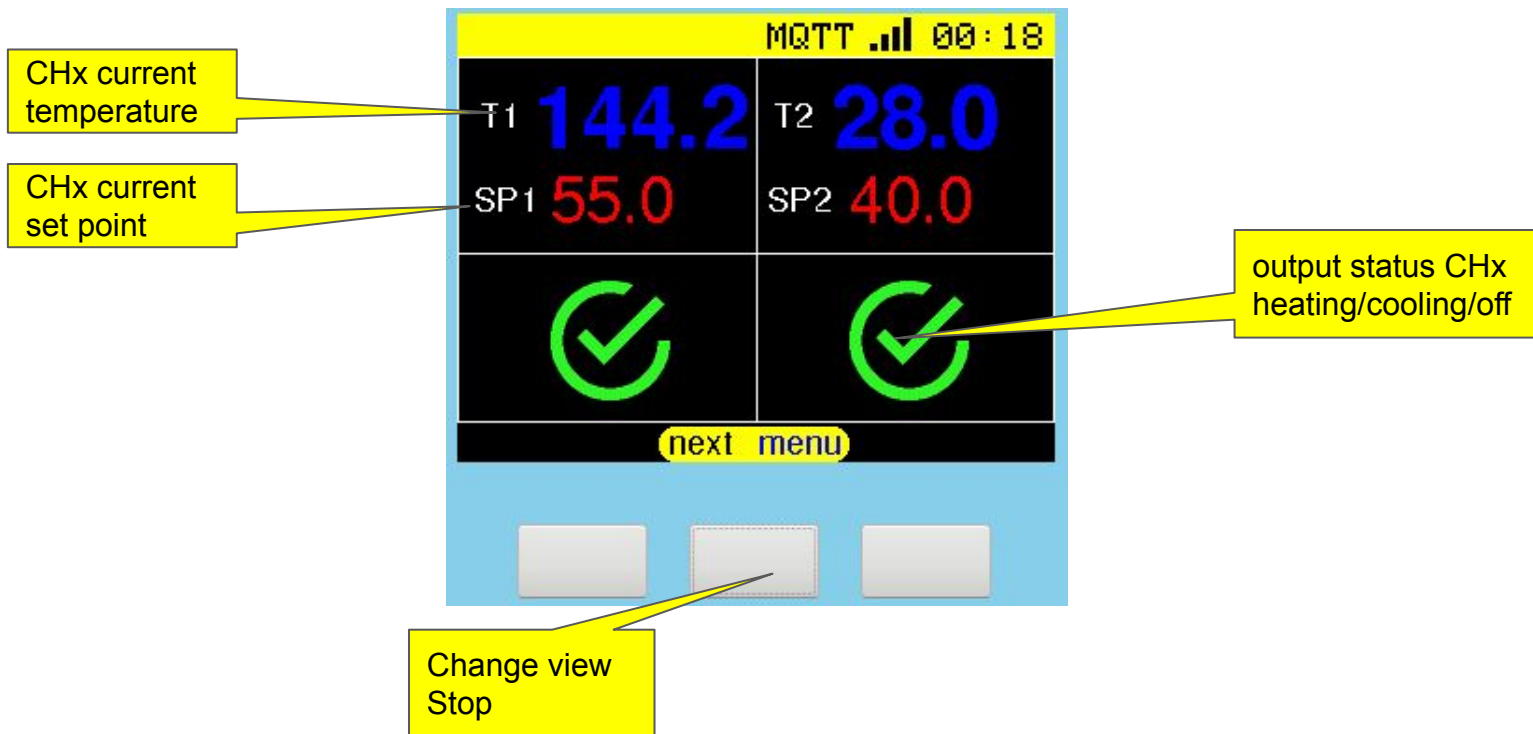 MQTT 00:18
CHx current
temperature
T1 144.2 T2 28.0
CHx current
set point
SP1 55.0 SP2 40.0
output status CHx
heating/cooling/off
next menu
Change view
Stop